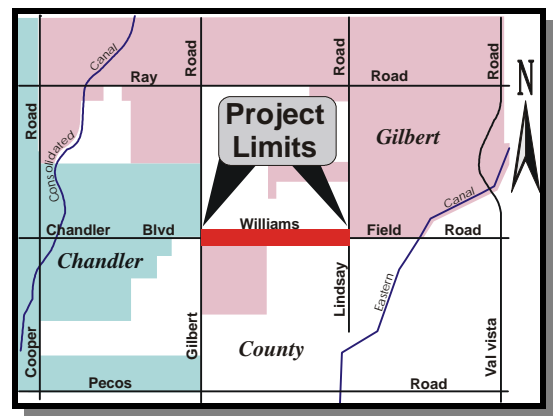 Canal
Road
Road
Road
N
Ray
Road
Project
Limits
Road
Gilbert
Consolidated
Canal
Chandler
Blvd
Williams
Field
Road
Chandler
Lindsay
Eastern
Cooper
Gilbert
County
Val vista
Pecos
Road